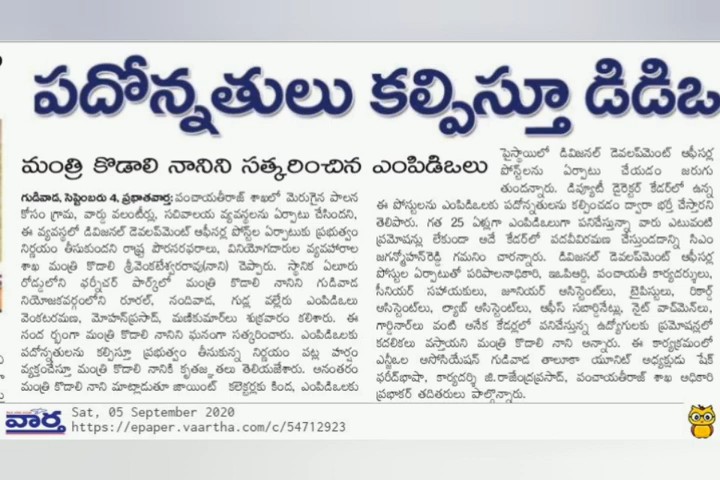 పదోన్నతులు కల్పిస్తూ డిడిఒ
మంత్రి కొడాలి నానిని సత్కరించిన ఎంపిడిఒలు
గుడివాడ, సెప్టెంబరు 4, ప్రభాతవార్త: పంచాయతీరాజ్ శాఖలో మెరుగైన పాలన
కోసం గ్రామ, వార్డు వలంటీర్లు, సచివాలయ వ్యవస్థలను ఏర్పాటు చేసిందని,
ఈ వ్యవస్థలో డివిజనల్ డెవలప్‌మెంట్ ఆఫీసర్ల పోస్ట్‌ల ఏర్పాటుకు ప్రభుత్వం
నిర్ణయం తీసుకుందని రాష్ట్ర పౌరసరఫరాలు, వినియోగదారుల వ్యవహారాల
శాఖ మంత్రి కొడాలి శ్రీవెంకటేశ్వరరావు(నాని) చెప్పారు. స్థానిక ఏలూరు
రోడ్డులోని ఫర్నీచర్ పార్క్‌లో మంత్రి కొడాలి నానిని గుడివాడ
నియోజకవర్గంలోని రూరల్, నందివాడ, గుడ్ల వల్లేరు ఎంపిడిఒలు
వెంకటరమణ, మోహన్‌ప్రసాద్, మణికుమార్‌లు శుక్రవారం కలిశారు. ఈ
సంద ర్భంగా మంత్రి కొడాలి నానిని ఘనంగా సత్కరించారు. ఎంపిడిఒలకు
పదోన్నతులను కల్పిస్తూ ప్రభుత్వం తీసుకున్న నిర్ణయం పట్ల హర్షం
వ్యక్తంచేస్తూ మంత్రి కొడాలి నానికి కృతజ్ఞ తలు తెలియజేశారు. అనంతరం
మంత్రి కొడాలి నాని మాట్లాడుతూ జాయింట్ కలెక్టర్లకు కింద, ఎంపిడిఒలకు
పైస్థాయిలో డివిజనల్ డెవలప్‌మెంట్ ఆఫీసర్ల
పోస్ట్‌లను ఏర్పాటు చేయడం జరుగు
తుందన్నారు. డిప్యూటీ డైరెక్టర్ కేడర్‌లో ఉన్న
ఈ పోస్టులను ఎంపిడిఒలకు పదోన్నతులను కల్పించడం ద్వారా భర్తీ చేస్తారని
తెలిపారు. గత 25 ఏళ్లుగా ఎంపిడిఒలుగా పనిచేస్తున్నా వారు ఎటువంటి
ప్రమోషన్లు లేకుండా అదే కేడర్‌లో పదవీవిరమణ చేస్తుండడాన్ని సిఎం
జగన్మోహన్‌రెడ్డి గమనిం చారన్నారు. డివిజనల్ డెవలప్‌మెంట్ ఆఫీసర్ల
పోస్టుల ఏర్పాటుతో పరిపాలనాధికారి, ఇఒపిఆర్డి, పంచాయతీ కార్యదర్శులు,
సీనియర్ సహాయకులు, జూనియర్ అసిస్టెంట్‌లు, టైపిస్టులు, రికార్డ్
అసిస్టెంట్‌లు, ల్యాబ్ అసిస్టెంట్‌లు, ఆఫీస్ సబార్డినేట్లు, నైట్ వాచ్‌మెన్‌లు,
గార్డెనార్‌లు వంటి అనేక కేడర్లలో పనిచేస్తున్న ఉద్యోగులకు ప్రమోషన్లలో
కదలికలు వస్తాయని మంత్రి కొడాలి నాని అన్నారు. ఈ కార్యక్రమంలో
ఎన్జీఒల అసోసియేషన్ గుడివాడ తాలూకా యూనిట్ అధ్యక్షుడు షేక్
ఫరీద్‌భాషా, కార్యదర్శి జి.రాజేంద్రప్రసాద్, పంచాయతీరాజ్ శాఖ అధికారి
ప్రభాకర్ తదితరులు పాల్గొన్నారు.
వార్త Sat, 05 September 2020
https://epaper.vaartha.com/c/54712923